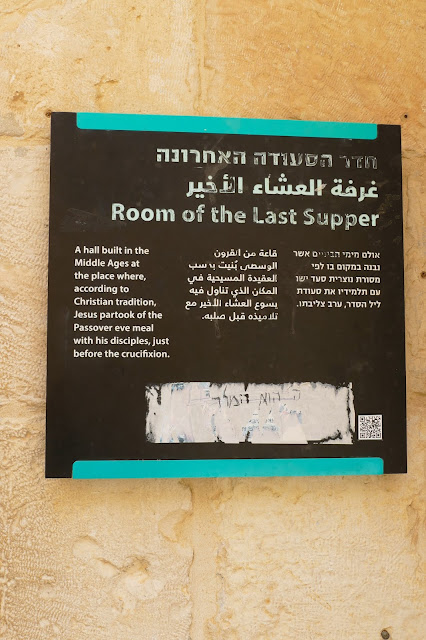 חדר הסעודה האחרונה
غرفة العشاء الأخير
Room of the Last Supper
A hall built in the
Middle Ages at
the place where,
according to
Christian tradition,
Jesus partook of the
Passover eve meal
with his disciples, just
before the crucifixion.
قاعة من القرون
الوسطى بُنيت بحسب
العقيدة المسيحية في
المكان الذي تناول فيه
يسوع العشاء الأخير مع
تلاميذه قبل صلبه.
אולם מימי הביניים אשר
נבנה במקום בו לפי
מסורת נוצרית סעד ישו
עם תלמידיו את סעודת
ליל הסדר, ערב צליבתו.
הוא